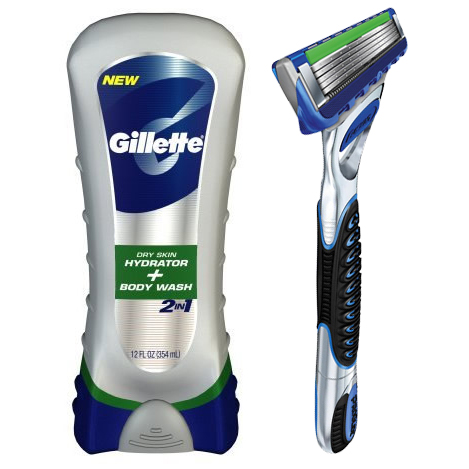 NEW
Gillette
DRY SKIN
HYDRATOR
+
BODY WASH
2IN1
12 FL OZ (354 mL)